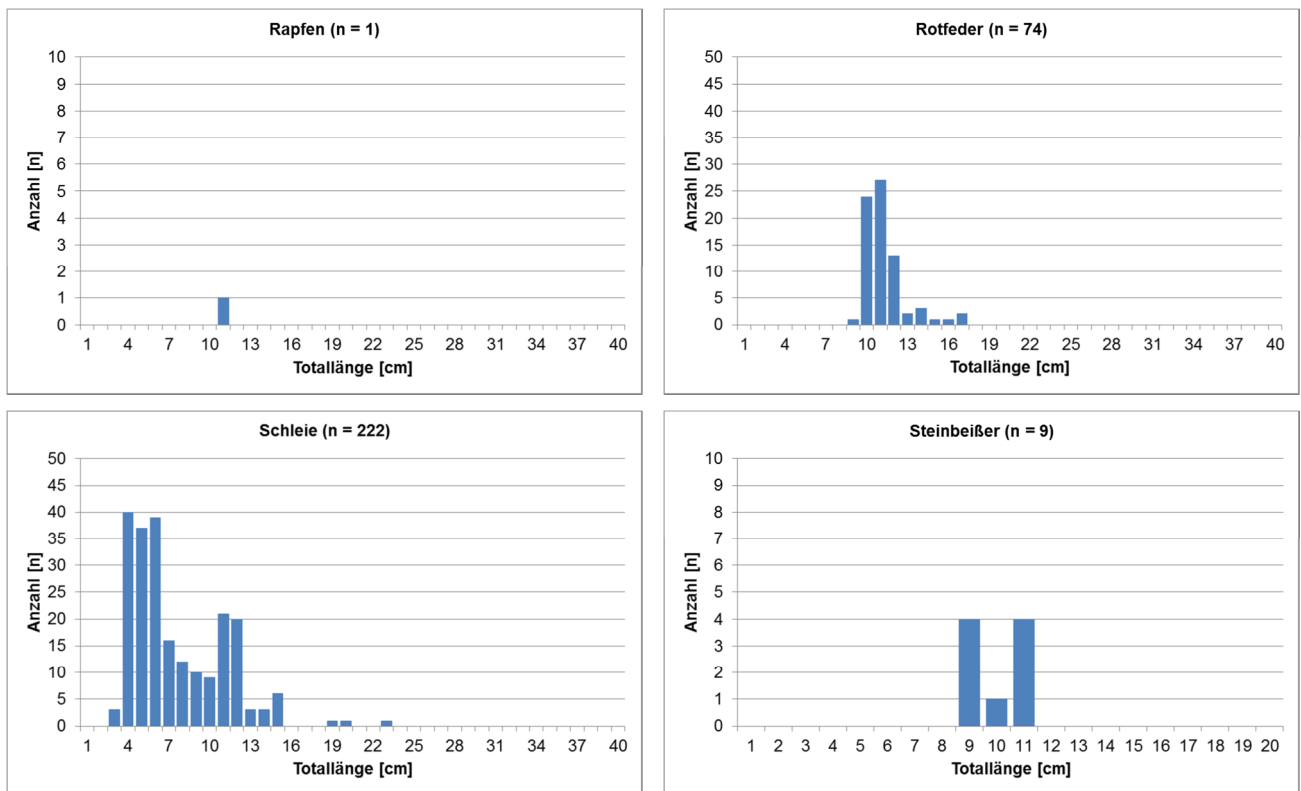 Rapfen (n = 1)
Anzahl [n]
10
9
8
7
6
5
4
3
2
1
0
1 4 7 10 13 16 19 22 25 28 31 34 37 40
Totallänge [cm]
Rotfeder (n = 74)
Anzahl [n]
50
45
40
35
30
25
20
15
10
5
0
1 4 7 10 13 16 19 22 25 28 31 34 37 40
Totallänge [cm]
Schleie (n = 222)
Anzahl [n]
50
45
40
35
30
25
20
15
10
5
0
1 4 7 10 13 16 19 22 25 28 31 34 37 40
Totallänge [cm]
Steinbeißer (n = 9)
Anzahl [n]
10
9
8
7
6
5
4
3
2
1
0
1 2 3 4 5 6 7 8 9 10 11 12 13 14 15 16 17 18 19 20
Totallänge [cm]